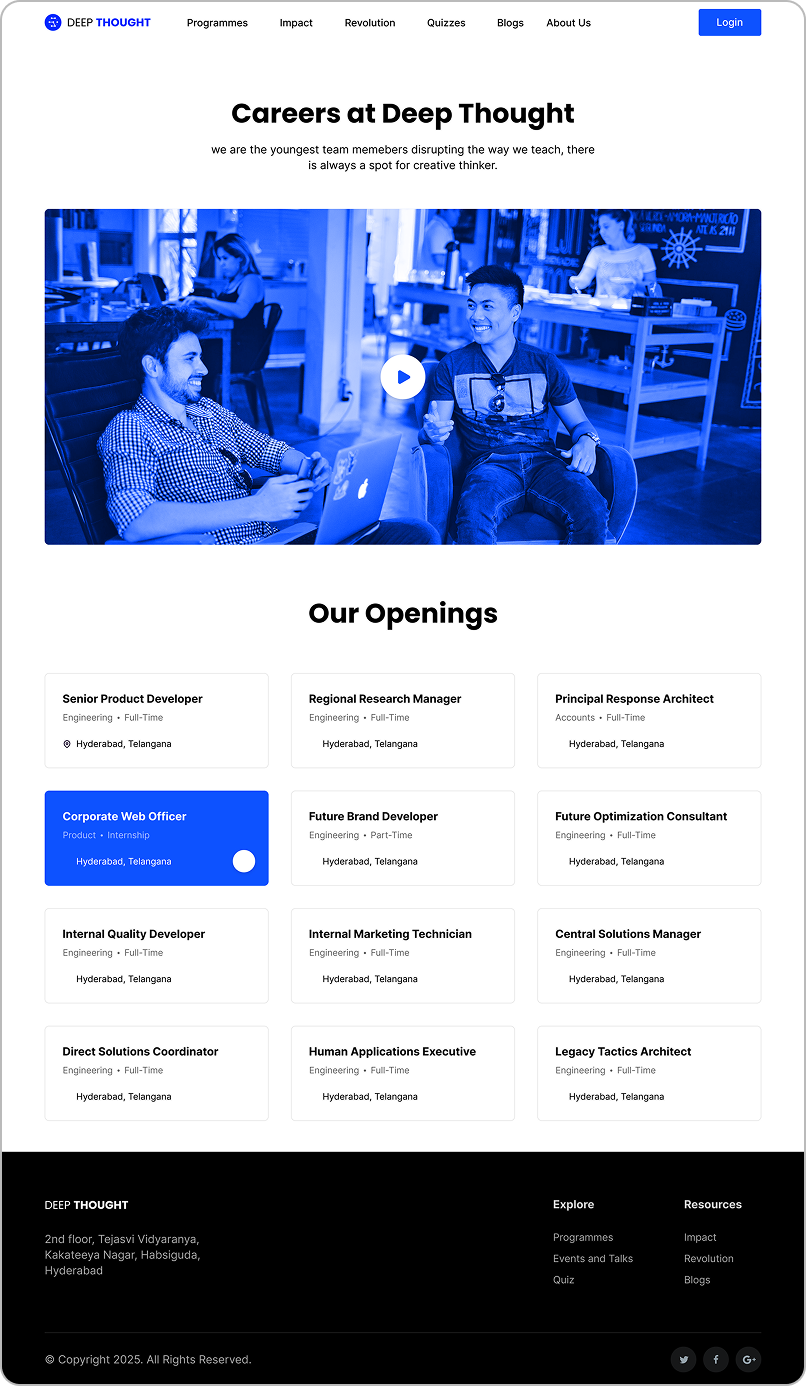 DEEP THOUGHT
Programmes
Impact
Revolution
Quizzes
Blogs
About Us
Login
Careers at Deep Thought
we are the youngest team memebers disrupting the way we teach, there
is always a spot for creative thinker.
Our Openings
Senior Product Developer
Engineering • Full-Time
Hyderabad, Telangana
Regional Research Manager
Engineering • Full-Time
Hyderabad, Telangana
Principal Response Architect
Accounts • Full-Time
Hyderabad, Telangana
Corporate Web Officer
Product • Internship
Hyderabad, Telangana
Future Brand Developer
Engineering • Part-Time
Hyderabad, Telangana
Future Optimization Consultant
Engineering • Full-Time
Hyderabad, Telangana
Internal Quality Developer
Engineering • Full-Time
Hyderabad, Telangana
Internal Marketing Technician
Engineering • Full-Time
Hyderabad, Telangana
Central Solutions Manager
Engineering • Full-Time
Hyderabad, Telangana
Direct Solutions Coordinator
Engineering • Full-Time
Hyderabad, Telangana
Human Applications Executive
Engineering • Full-Time
Hyderabad, Telangana
Legacy Tactics Architect
Engineering • Full-Time
Hyderabad, Telangana
DEEP THOUGHT
2nd floor, Tejasvi Vidyaranya,
Kakateeya Nagar, Habsiguda,
Hyderabad
Explore
Programmes
Events and Talks
Quiz
Resources
Impact
Revolution
Blogs
© Copyright 2025. All Rights Reserved.